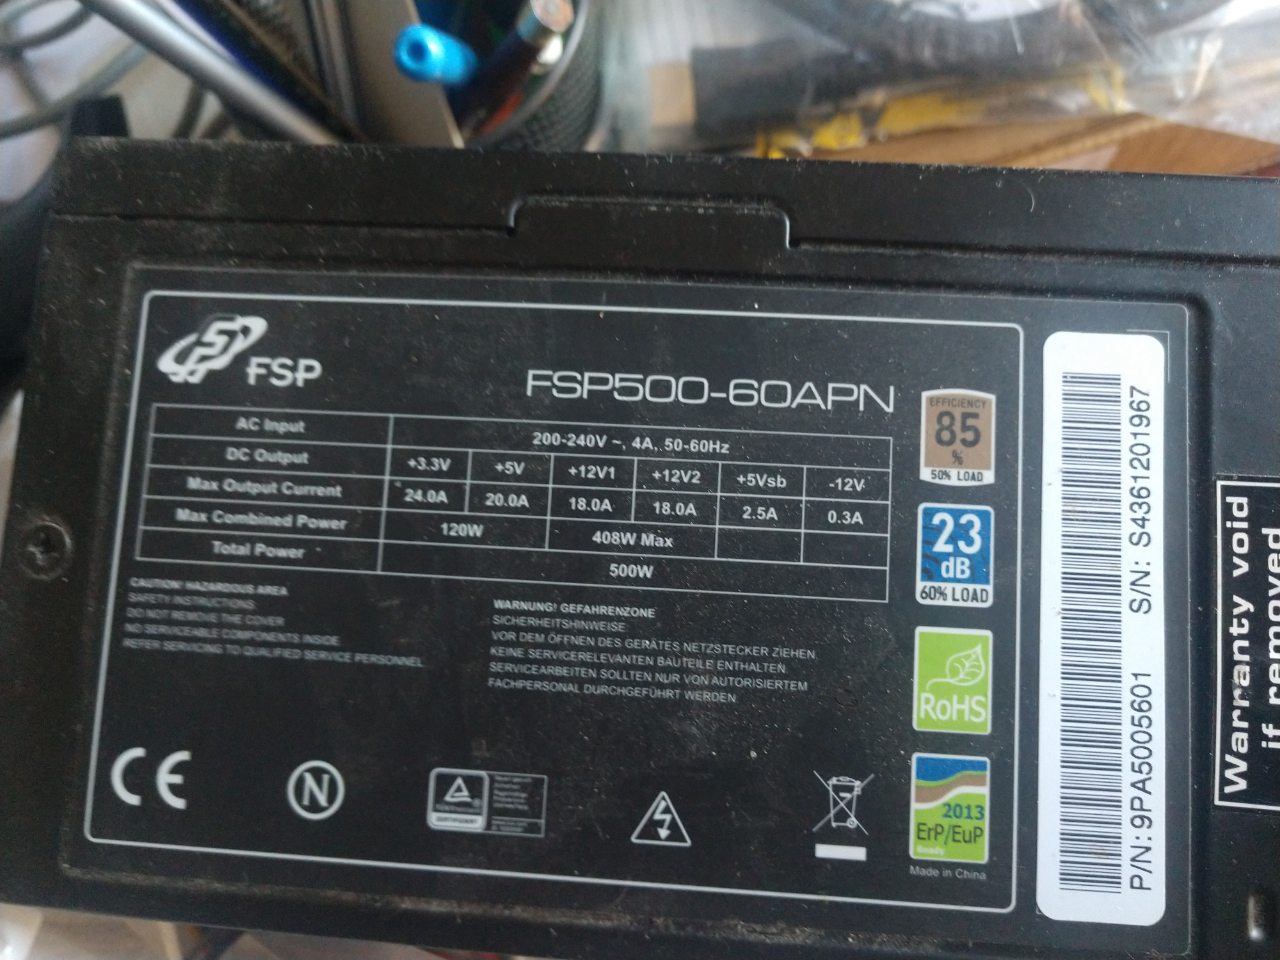 FSP
FSP500-60APN
AC Input 200-240V ~, 4A, 50-60Hz
DC Output +3.3V +5V +12V1 +12V2 +5Vsb -12V
Max Output Current 24.0A 20.0A 18.0A 18.0A 2.5A 0.3A
Max Combined Power 120W 408W Max
Total Power 500W
CAUTION! HAZARDOUS AREA
SAFETY INSTRUCTIONS
DO NOT REMOVE THE COVER
NO SERVICEABLE COMPONENTS INSIDE
REFER SERVICING TO QUALIFIED SERVICE PERSONNEL
WARNUNG! GEFAHRENZONE
SICHERHEITSHINWEISE
VOR DEM ÖFFNEN DES GERÄTES NETZSTECKER ZIEHEN
KEINE SERVICERELEVANTEN BAUTEILE ENTHALTEN
SERVICEARBEITEN SOLLTEN NUR VON AUTORISIERTEM
FACHPERSONAL DURCHGEFÜHRT WERDEN
CE
N
EFFICIENCY
85
%
50% LOAD
23
dB
60% LOAD
RoHS
2013
ErP/EuP
Ready
Made in China
P/N: 9PA5005601 S/N: S4361201967
Warranty void
if removed